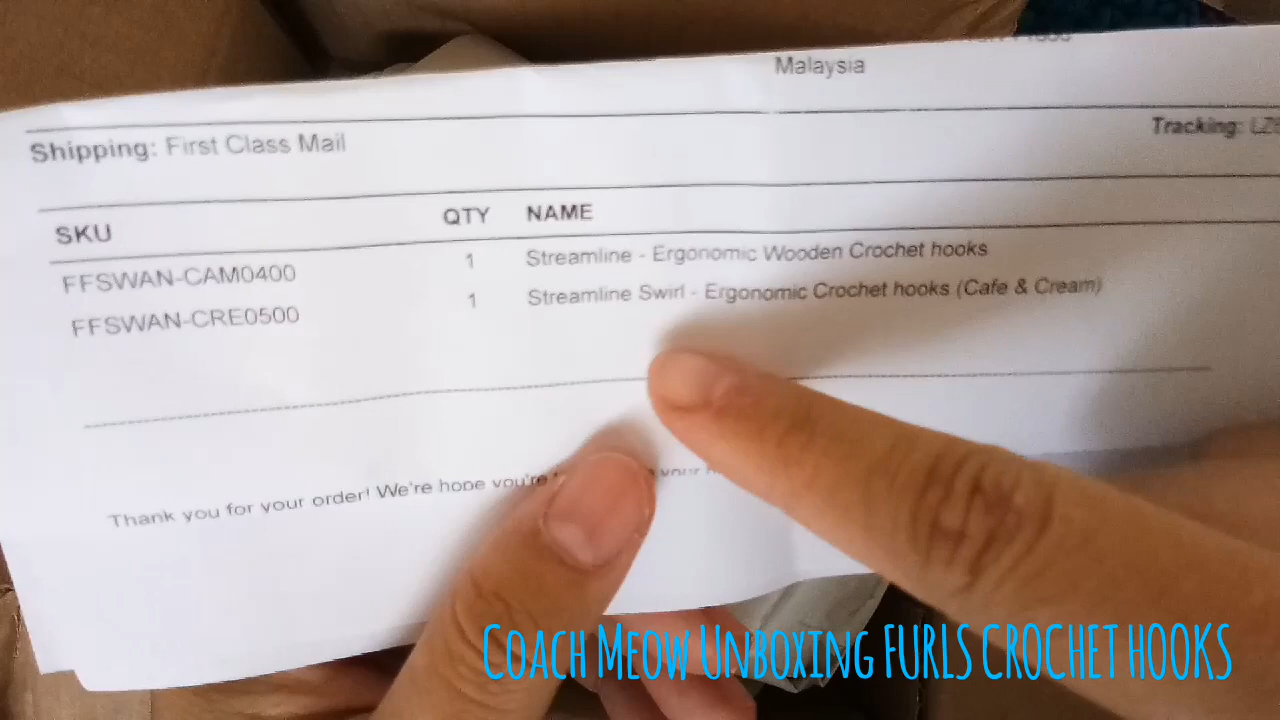 Malaysia
Shipping: First Class Mail
Tracking:
SKU QTY NAME
FFSWAN-CAM0400 1 Streamline - Ergonomic Wooden Crochet hooks
FFSWAN-CRE0500 1 Streamline Swirl - Ergonomic Crochet hooks (Cafe & Cream)
Thank you for your order! We're hope you're your
Coach Meow Unboxing FURLS CROCHET HOOKS